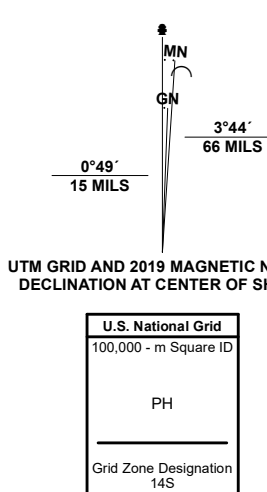 MN
GN
3°44´
66 MILS
0°49´
15 MILS
UTM GRID AND 2019 MAGNETIC N
DECLINATION AT CENTER OF SH
U.S. National Grid
100,000 - m Square ID
PH
Grid Zone Designation
14S